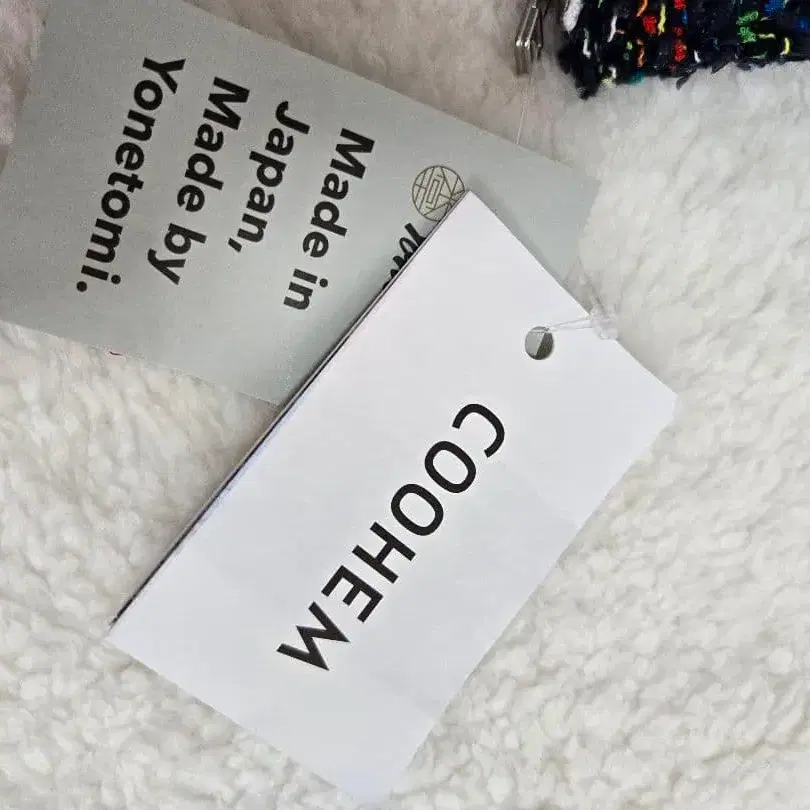 Made in
Japan,
Made by
Yonetomi.
COOHEM